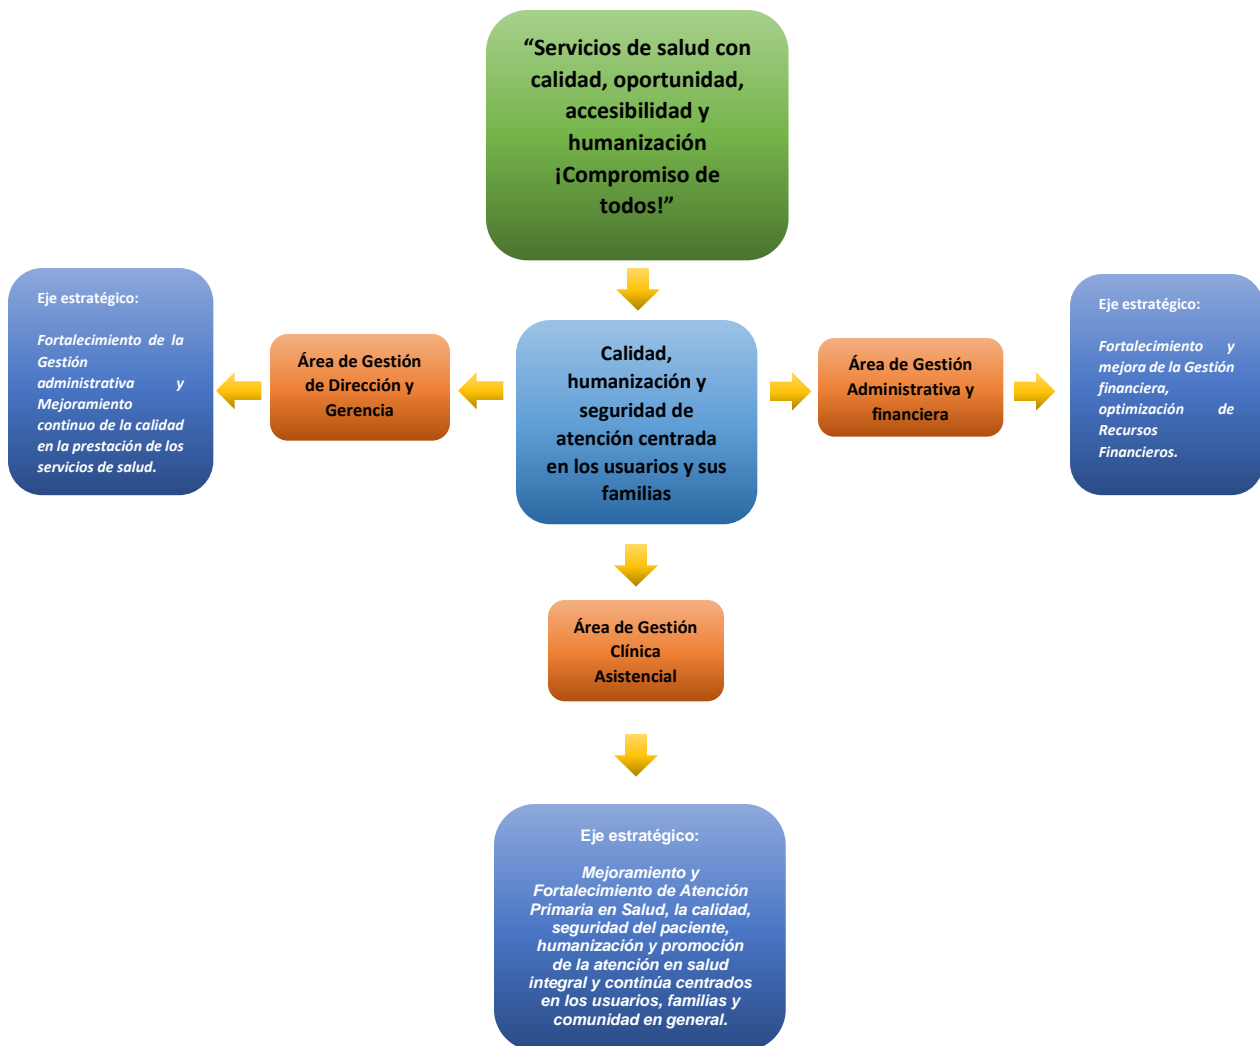 “Servicios de salud con
calidad, oportunidad,
accesibilidad y
humanización
¡Compromiso de
todos!”
Eje estratégico:
Fortalecimiento de la
Gestión
administrativa y
Mejoramiento
continuo de la calidad
en la prestación de los
servicios de salud.
Área de Gestión
de Dirección y
Gerencia
Calidad,
humanización y
seguridad de
atención centrada
en los usuarios y sus
familias
Área de Gestión
Administrativa y
financiera
Eje estratégico:
Fortalecimiento y
mejora de la Gestión
financiera,
optimización de
Recursos
Financieros.
Área de Gestión
Clínica
Asistencial
Eje estratégico:
Mejoramiento y
Fortalecimiento de Atención
Primaria en Salud, la calidad,
seguridad del paciente,
humanización y promoción
de la atención en salud
integral y continúa centrados
en los usuarios, familias y
comunidad en general.